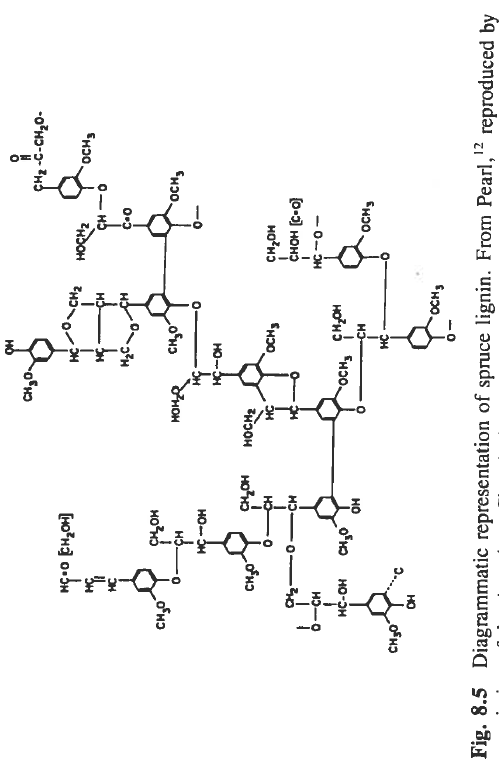 O
CH2-C-CH2O-
OCH3
O
HOCH2
CH
C=O
OCH3
O
OH
CH3O
O
CH2
HC
CH
HC
CH
H2C
O
CH3O
O
CH2OH
CHOH [C=O]
HC-O-
OCH3
O
HOH2C
HC
HC-OH
OCH3
O
HOCH2
HC
HC
CH2OH
CH
HC
OCH3
O
OCH3
O
HC=O [CH2OH]
HC
HC
CH3O
O
CH2OH
CH
HC-OH
CH3O
O
CH2OH
CH
CH
O
CH3O
OH
CH2
CH
O
HC-OH
C
CH3O
OH
Fig. 8.5 Diagrammatic representation of spruce lignin. From Pearl,12 reproduced by